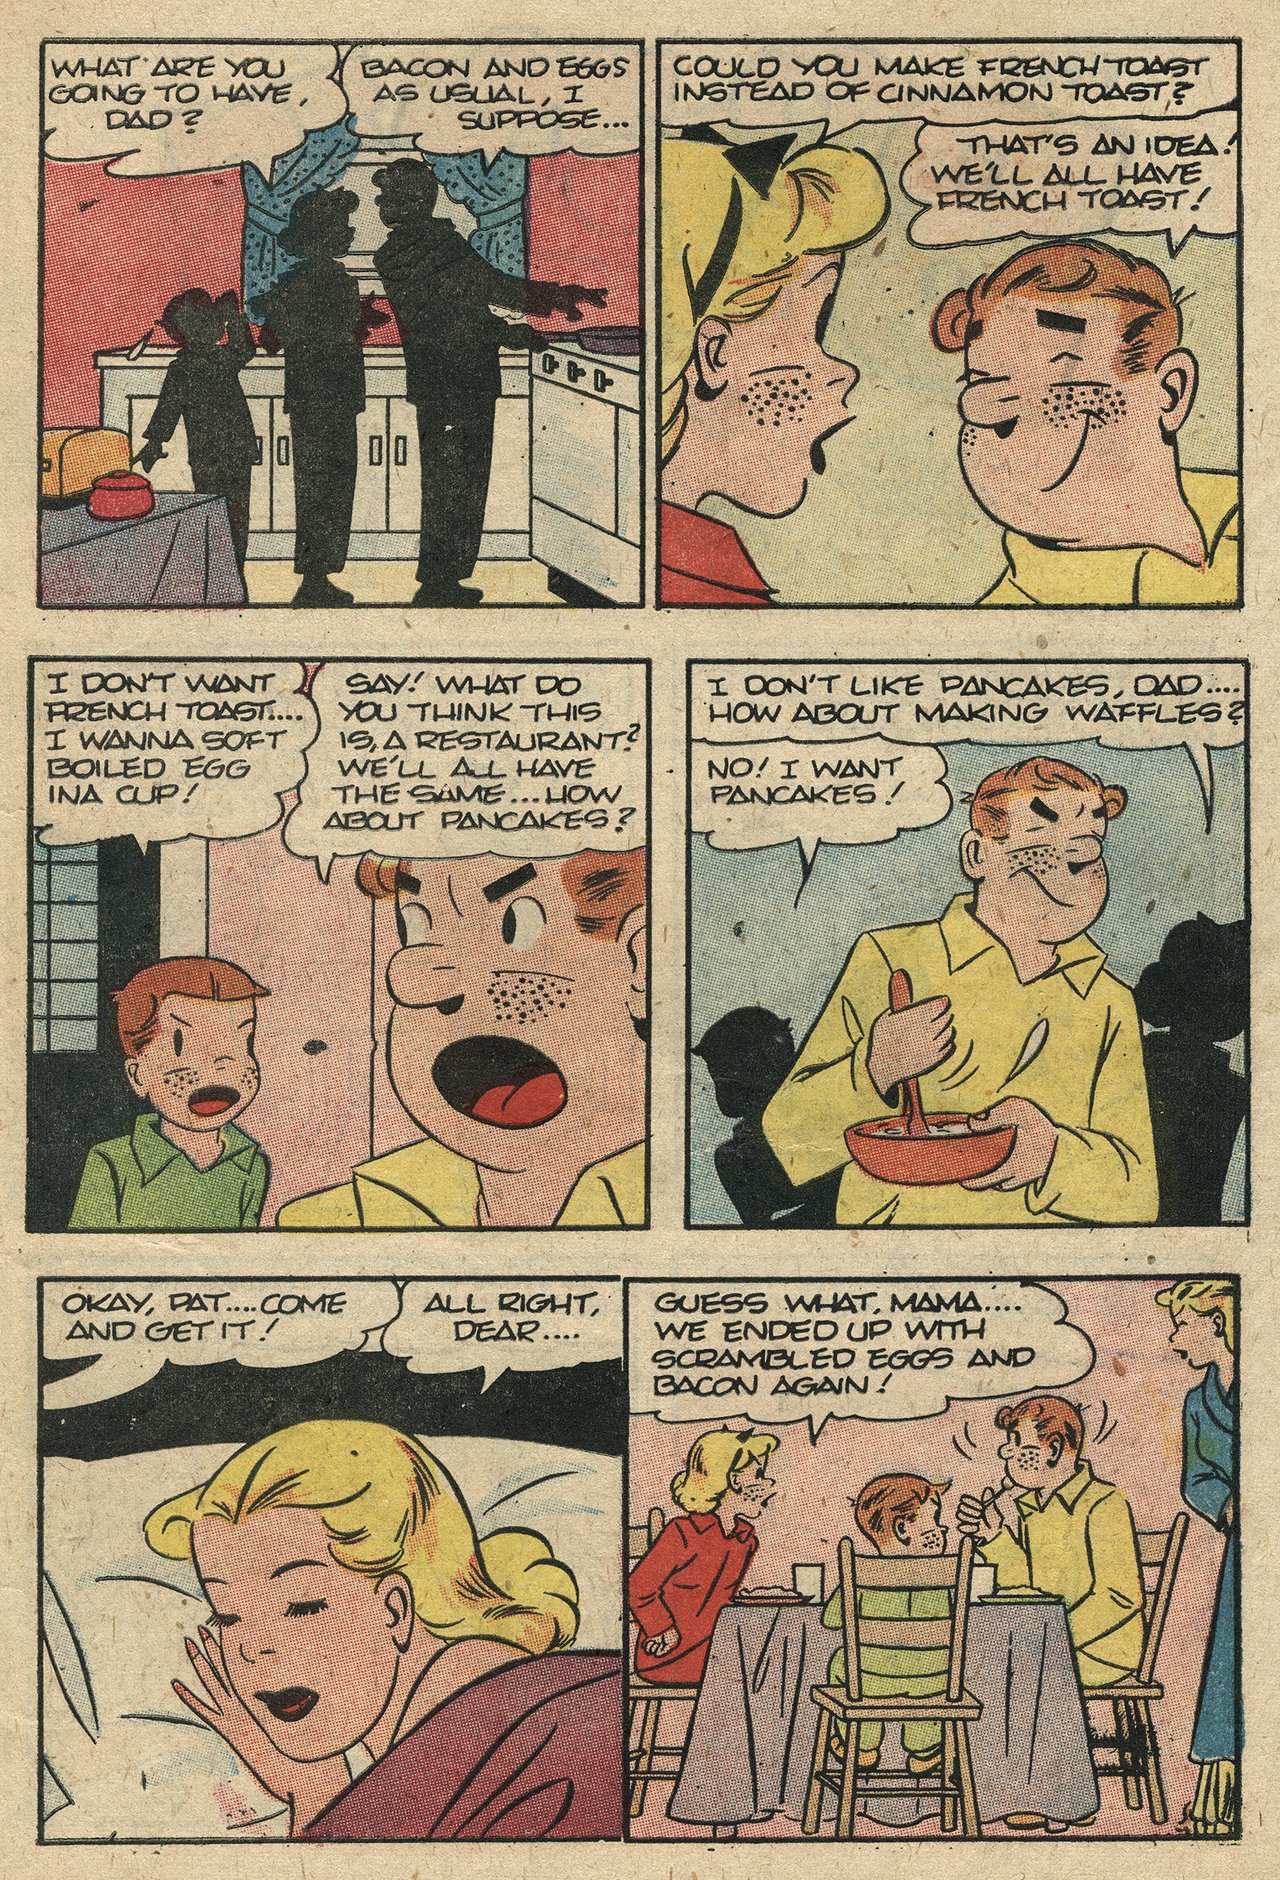 WHAT ARE YOU
GOING TO HAVE,
DAD?
BACON AND EGGS
AS USUAL, I
SUPPOSE...
COULD YOU MAKE FRENCH TOAST
INSTEAD OF CINNAMON TOAST?
THAT'S AN IDEA!
WE'LL ALL HAVE
FRENCH TOAST!
I DON'T WANT
FRENCH TOAST....
I WANNA SOFT
BOILED EGG
INA CUP!
SAY! WHAT DO
YOU THINK THIS
IS, A RESTAURANT?
WE'LL ALL HAVE
THE SAME...HOW
ABOUT PANCAKES?
I DON'T LIKE PANCAKES, DAD....
HOW ABOUT MAKING WAFFLES?
NO! I WANT
PANCAKES!
OKAY, PAT....COME
AND GET IT!
ALL RIGHT,
DEAR....
GUESS WHAT, MAMA....
WE ENDED UP WITH
SCRAMBLED EGGS AND
BACON AGAIN!